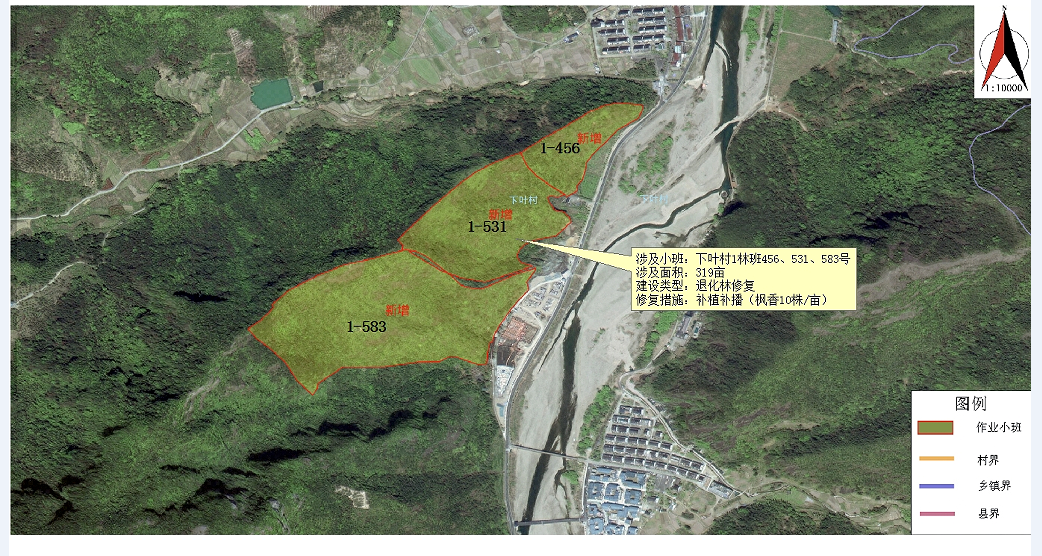 1:10000
新增
1-456
下叶村
下叶村
新增
1-531
涉及小班：下叶村1林班456、531、583号
涉及面积：319亩
建设类型：退化林修复
修复措施：补植补播（枫香10株/亩）
新增
1-583
图例
作业小班
村界
乡镇界
县界